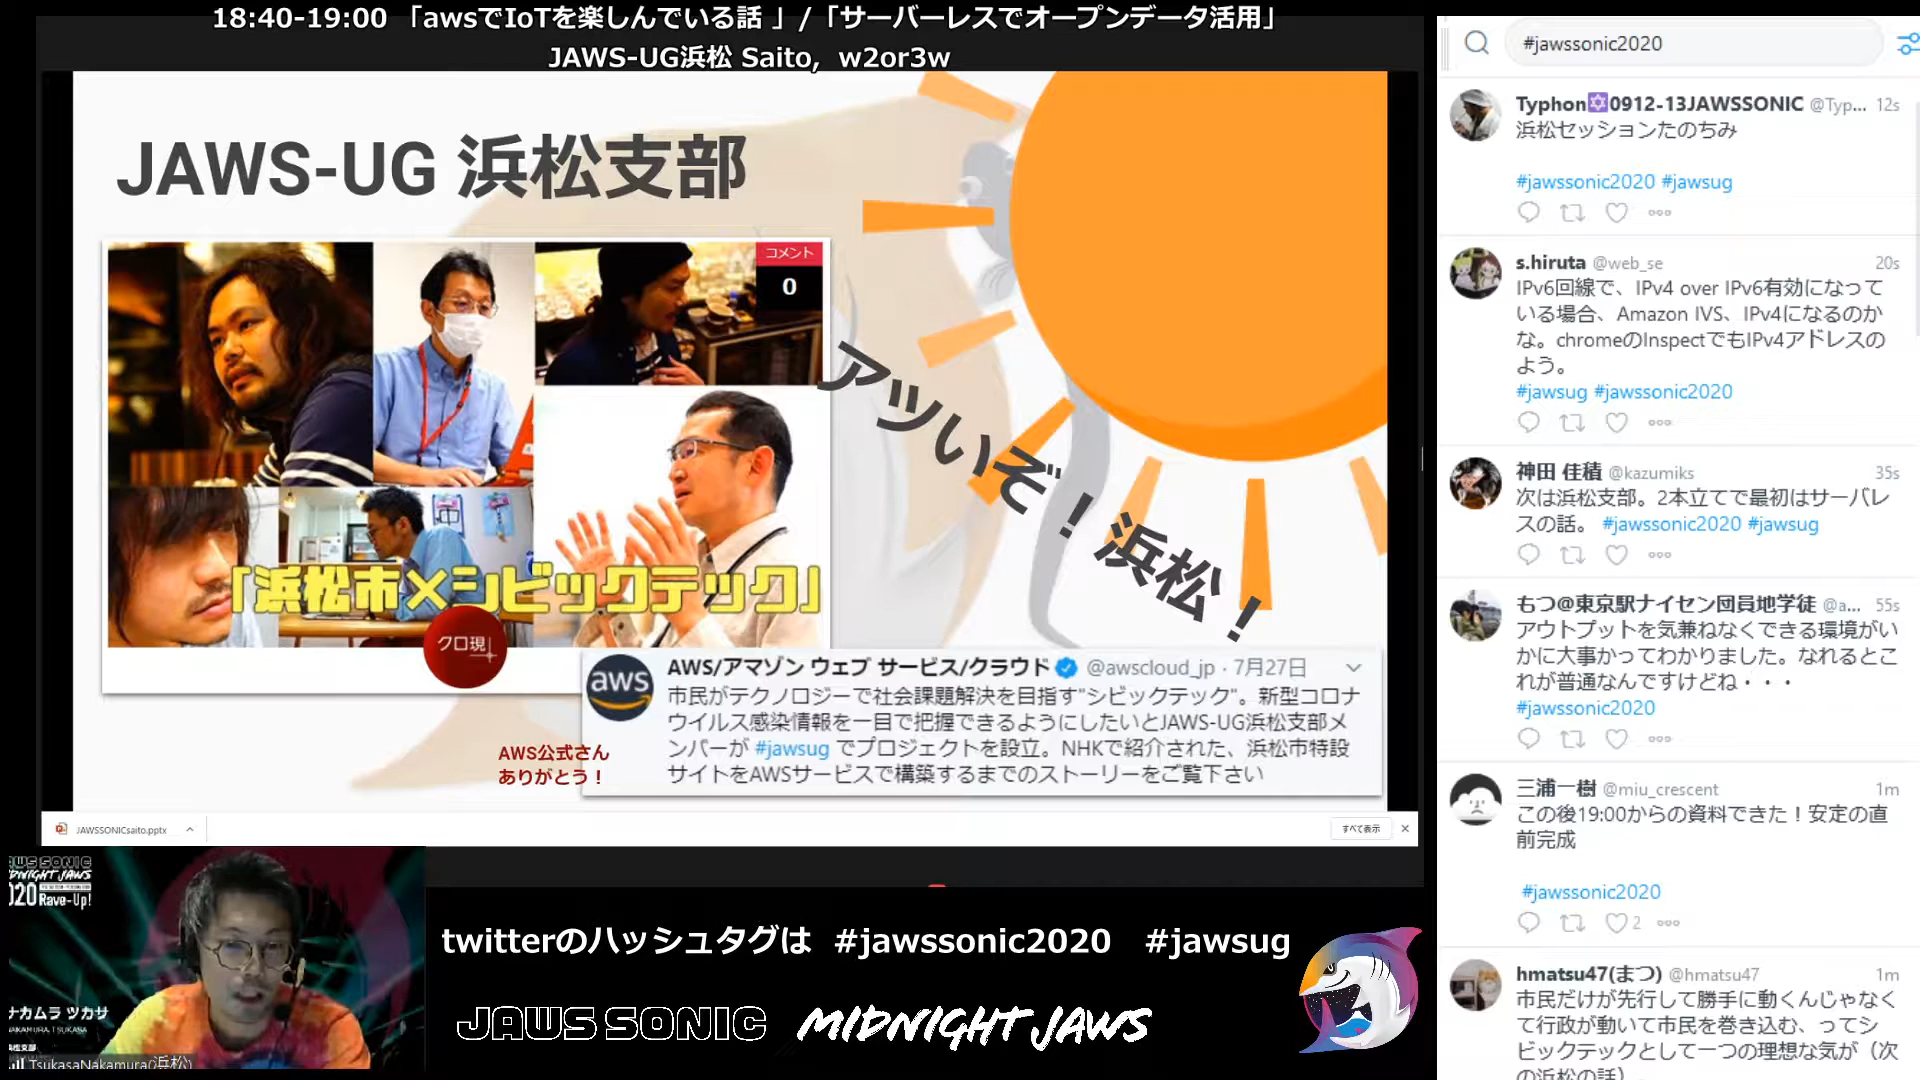 18:40-19:00 「awsでIoTを楽しんでいる話 」/「サーバーレスでオープンデータ活用」
JAWS-UG浜松 Saito, w2or3w
JAWS-UG 浜松支部
コメント
0
「浜松市×シビックテック」
クロ現
アツいぞ！浜松！
AWS公式さん
ありがとう！
aws
AWS/アマゾン ウェブ サービス/クラウド @awscloud_jp · 7月27日
市民がテクノロジーで社会課題解決を目指す"シビックテック"。新型コロナ
ウイルス感染情報を一目で把握できるようにしたいとJAWS-UG浜松支部メ
ンバーが #jawsug でプロジェクトを設立。NHKで紹介された、浜松市特設
サイトをAWSサービスで構築するまでのストーリーをご覧下さい
JAWSSONICsaito.pptx
すべて表示
2020 Rave-Up!
ナカムラ ツカサ
NAKAMURA, TSUKASA
浜松支部
TsukasaNakamura(浜松)
twitterのハッシュタグは #jawssonic2020 #jawsug
JAWS SONIC MIDNIGHT JAWS
#jawssonic2020
Typhon🔯0912-13JAWSSONIC @Typ... 12s
浜松セッションたのちみ
#jawssonic2020 #jawsug
s.hiruta @web_se 20s
IPv6回線で、IPv4 over IPv6有効になって
いる場合、Amazon IVS、IPv4になるのか
な。chromeのInspectでもIPv4アドレスの
よう。
#jawsug #jawssonic2020
神田 佳積 @kazumiks 35s
次は浜松支部。2本立てで最初はサーバレ
スの話。 #jawssonic2020 #jawsug
もつ@東京駅ナイセン団員地学徒 @a... 55s
アウトプットを気兼ねなくできる環境がい
かに大事かってわかりました。なれるとこ
れが普通なんですけどね・・・
#jawssonic2020
三浦一樹 @miu_crescent 1m
この後19:00からの資料できた！安定の直
前完成
#jawssonic2020
2
hmatsu47(まつ) @hmatsu47 1m
市民だけが先行して勝手に動くんじゃなく
て行政が動いて市民を巻き込む、ってシ
ビックテックとして一つの理想な気が（次
の浜松の話）。